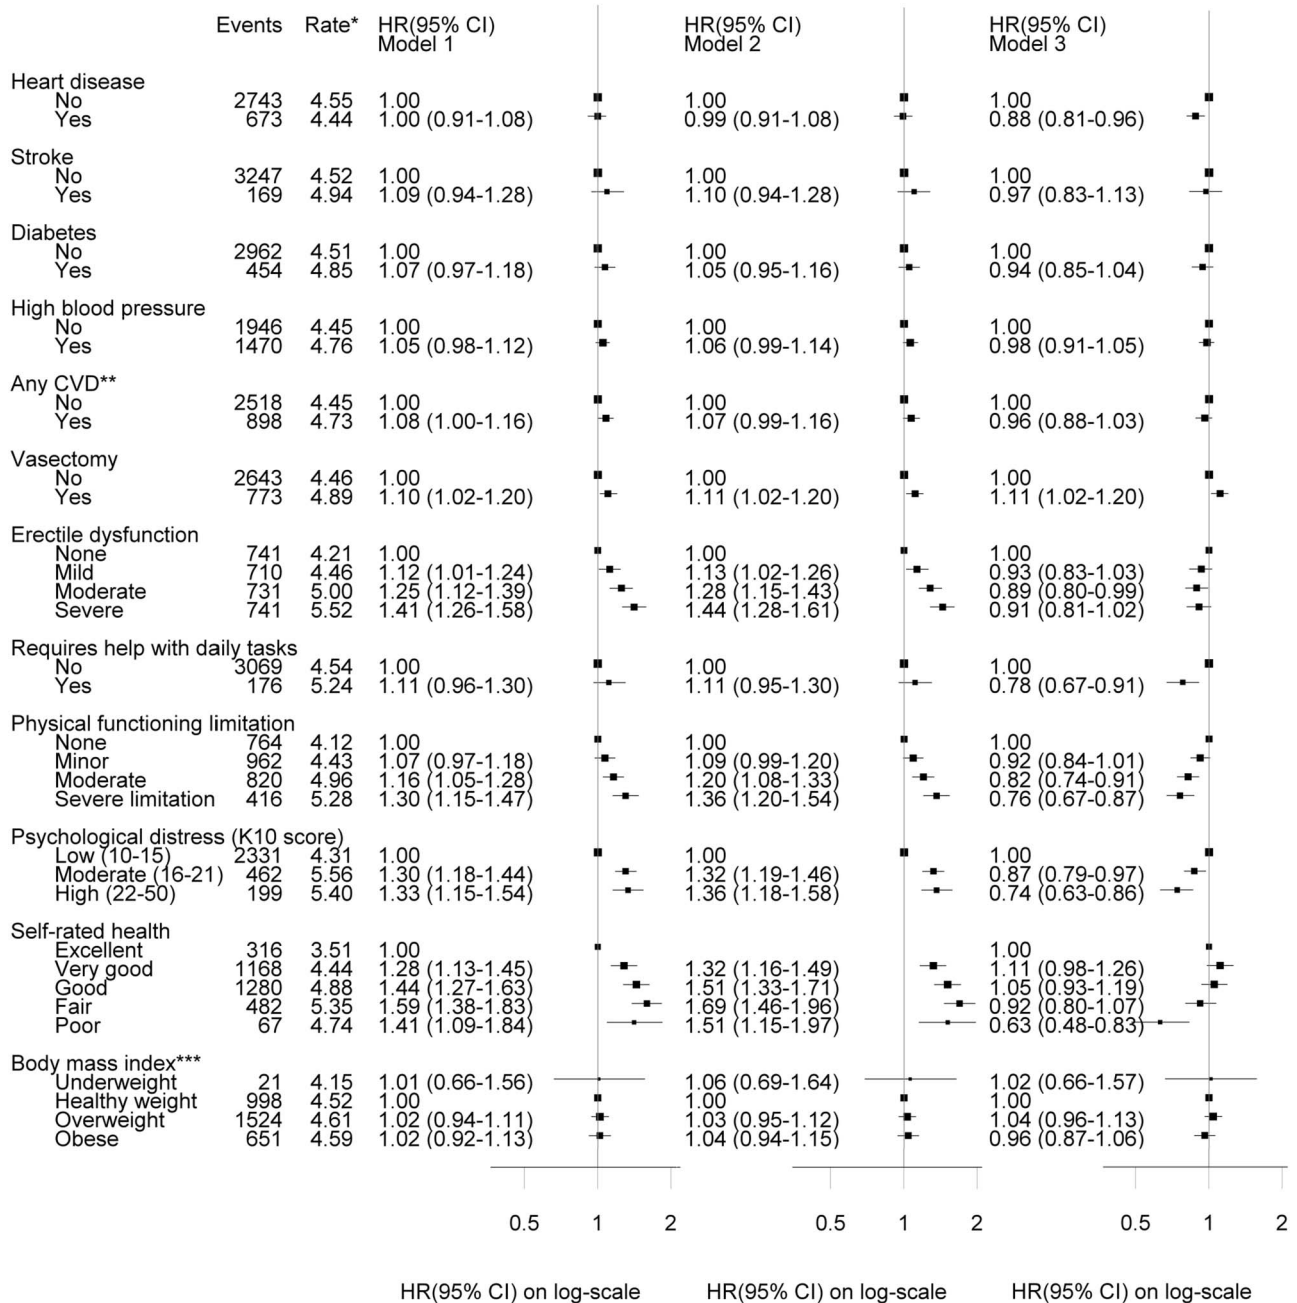 Events Rate* HR(95% CI) HR(95% CI) HR(95% CI)
Model 1 Model 2 Model 3
Heart disease
No 2743 4.55 1.00 1.00 1.00
Yes 673 4.44 1.00 (0.91-1.08) 0.99 (0.91-1.08) 0.88 (0.81-0.96)
Stroke
No 3247 4.52 1.00 1.00 1.00
Yes 169 4.94 1.09 (0.94-1.28) 1.10 (0.94-1.28) 0.97 (0.83-1.13)
Diabetes
No 2962 4.51 1.00 1.00 1.00
Yes 454 4.85 1.07 (0.97-1.18) 1.05 (0.95-1.16) 0.94 (0.85-1.04)
High blood pressure
No 1946 4.45 1.00 1.00 1.00
Yes 1470 4.76 1.05 (0.98-1.12) 1.06 (0.99-1.14) 0.98 (0.91-1.05)
Any CVD**
No 2518 4.45 1.00 1.00 1.00
Yes 898 4.73 1.08 (1.00-1.16) 1.07 (0.99-1.16) 0.96 (0.88-1.03)
Vasectomy
No 2643 4.46 1.00 1.00 1.00
Yes 773 4.89 1.10 (1.02-1.20) 1.11 (1.02-1.20) 1.11 (1.02-1.20)
Erectile dysfunction
None 741 4.21 1.00 1.00 1.00
Mild 710 4.46 1.12 (1.01-1.24) 1.13 (1.02-1.26) 0.93 (0.83-1.03)
Moderate 731 5.00 1.25 (1.12-1.39) 1.28 (1.15-1.43) 0.89 (0.80-0.99)
Severe 741 5.52 1.41 (1.26-1.58) 1.44 (1.28-1.61) 0.91 (0.81-1.02)
Requires help with daily tasks
No 3069 4.54 1.00 1.00 1.00
Yes 176 5.24 1.11 (0.96-1.30) 1.11 (0.95-1.30) 0.78 (0.67-0.91)
Physical functioning limitation
None 764 4.12 1.00 1.00 1.00
Minor 962 4.43 1.07 (0.97-1.18) 1.09 (0.99-1.20) 0.92 (0.84-1.01)
Moderate 820 4.96 1.16 (1.05-1.28) 1.20 (1.08-1.33) 0.82 (0.74-0.91)
Severe limitation 416 5.28 1.30 (1.15-1.47) 1.36 (1.20-1.54) 0.76 (0.67-0.87)
Psychological distress (K10 score)
Low (10-15) 2331 4.31 1.00 1.00 1.00
Moderate (16-21) 462 5.56 1.30 (1.18-1.44) 1.32 (1.19-1.46) 0.87 (0.79-0.97)
High (22-50) 199 5.40 1.33 (1.15-1.54) 1.36 (1.18-1.58) 0.74 (0.63-0.86)
Self-rated health
Excellent 316 3.51 1.00 1.00
Very good 1168 4.44 1.28 (1.13-1.45) 1.32 (1.16-1.49) 1.11 (0.98-1.26)
Good 1280 4.88 1.44 (1.27-1.63) 1.51 (1.33-1.71) 1.05 (0.93-1.19)
Fair 482 5.35 1.59 (1.38-1.83) 1.69 (1.46-1.96) 0.92 (0.80-1.07)
Poor 67 4.74 1.41 (1.09-1.84) 1.51 (1.15-1.97) 0.63 (0.48-0.83)
Body mass index***
Underweight 21 4.15 1.01 (0.66-1.56) 1.06 (0.69-1.64) 1.02 (0.66-1.57)
Healthy weight 998 4.52 1.00 1.00 1.00
Overweight 1524 4.61 1.02 (0.94-1.11) 1.03 (0.95-1.12) 1.04 (0.96-1.13)
Obese 651 4.59 1.02 (0.92-1.13) 1.04 (0.94-1.15) 0.96 (0.87-1.06)
0.5 1 2 0.5 1 2 0.5 1 2
HR(95% CI) on log-scale HR(95% CI) on log-scale HR(95% CI) on log-scale